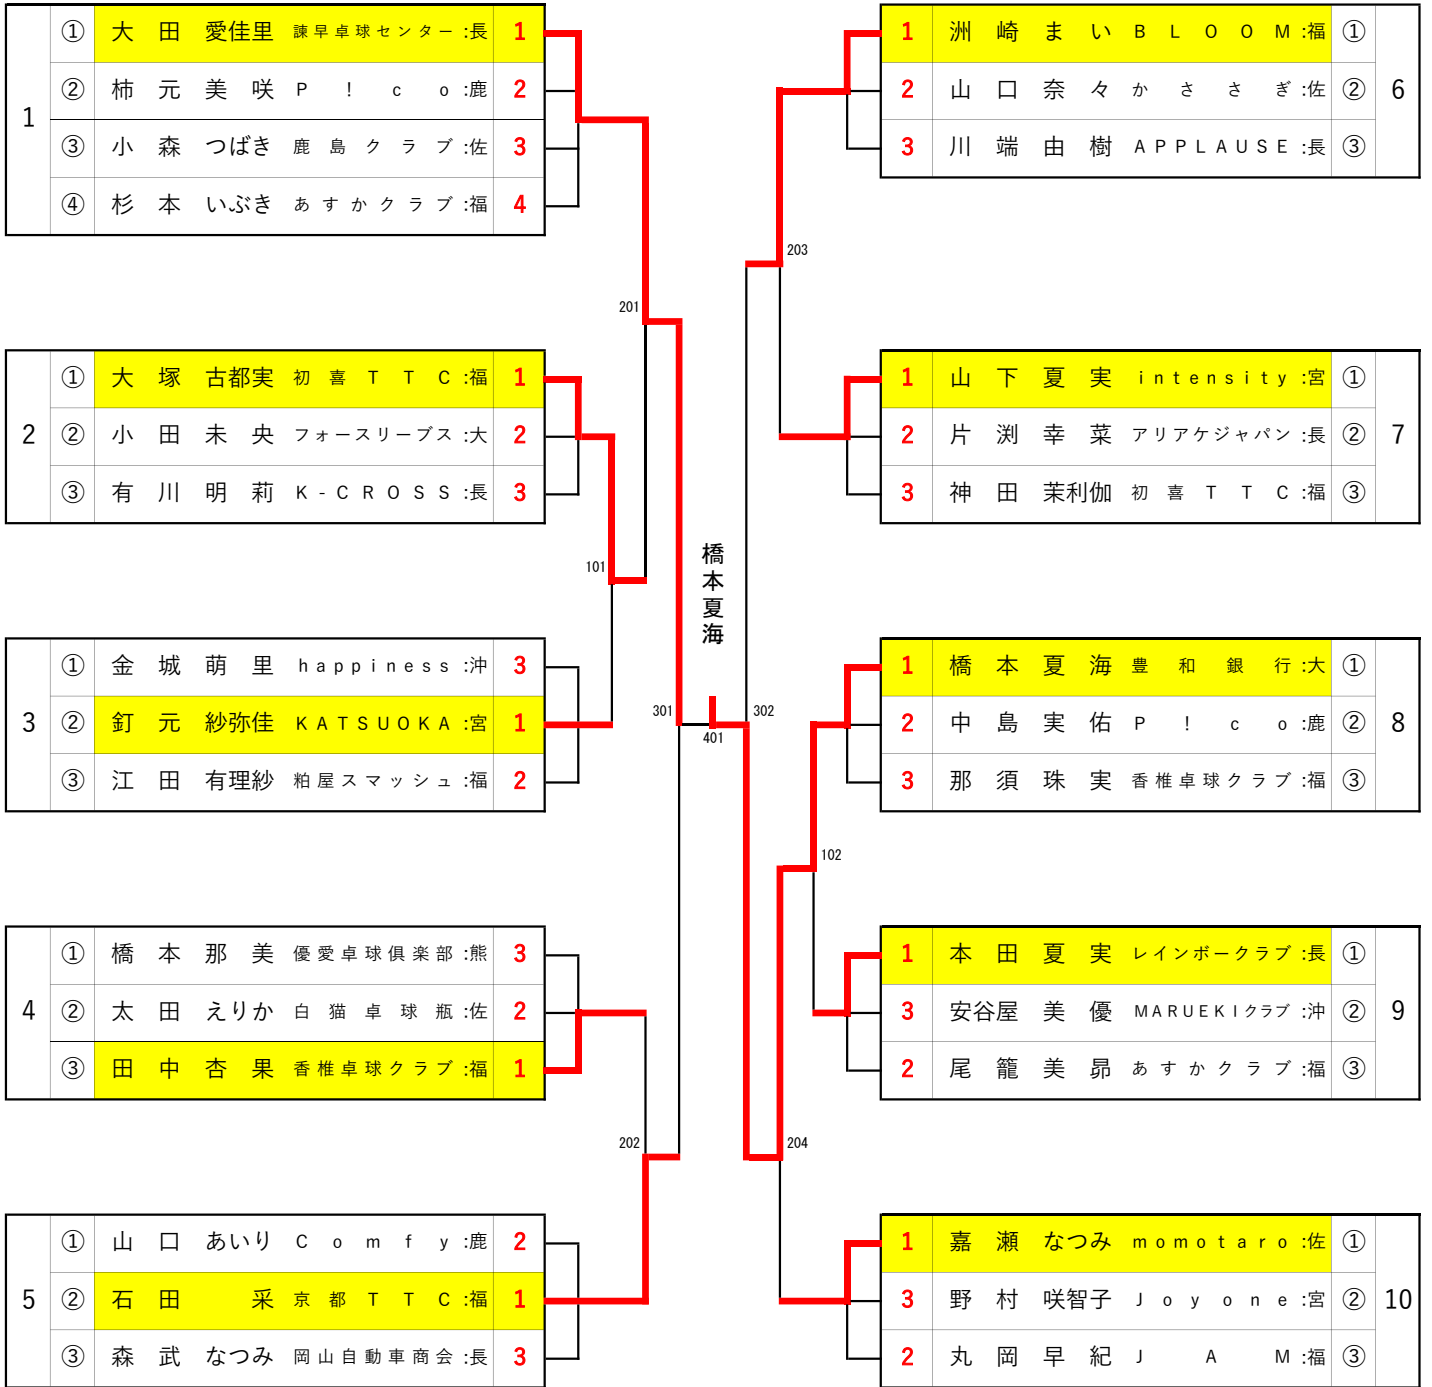 1
① 大田 愛佳里 諫早卓球センター :長 1
② 柿元 美咲 P!co :鹿 2
③ 小森 つばき 鹿島クラブ :佐 3
④ 杉本 いぶき あすかクラブ :福 4
2
① 大塚 古都実 初喜TTC :福 1
② 小田 未央 フォースリーブス :大 2
③ 有川 明莉 K-CROSS :長 3
3
① 金城 萌里 happiness :沖 3
② 釘元 紗弥佳 KATSUOKA :宮 1
③ 江田 有理紗 粕屋スマッシュ :福 2
4
① 橋本 那美 優愛卓球倶楽部 :熊 3
② 太田 えりか 白猫卓球瓶 :佐 2
③ 田中 杏果 香椎卓球クラブ :福 1
5
① 山口 あいり Comfy :鹿 2
② 石田 采 京都TTC :福 1
③ 森武 なつみ 岡山自動車商会 :長 3
201
101
301
202
橋本夏海
401
203
302
102
204
1 洲崎 まい BLOOM :福 ①
2 山口 奈々 かささぎ :佐 ②
3 川端 由樹 APPLAUSE :長 ③
6
1 山下 夏実 intensity :宮 ①
2 片渕 幸菜 アリアケジャパン :長 ②
3 神田 茉利伽 初喜TTC :福 ③
7
1 橋本 夏海 豊和銀行 :大 ①
2 中島 実佑 P!co :鹿 ②
3 那須 珠実 香椎卓球クラブ :福 ③
8
1 本田 夏実 レインボークラブ :長 ①
3 安谷屋 美優 MARUEKIクラブ :沖 ②
2 尾籠 美昴 あすかクラブ :福 ③
9
1 嘉瀬 なつみ momotaro :佐 ①
3 野村 咲智子 Joyone :宮 ②
2 丸岡 早紀 JAM :福 ③
10